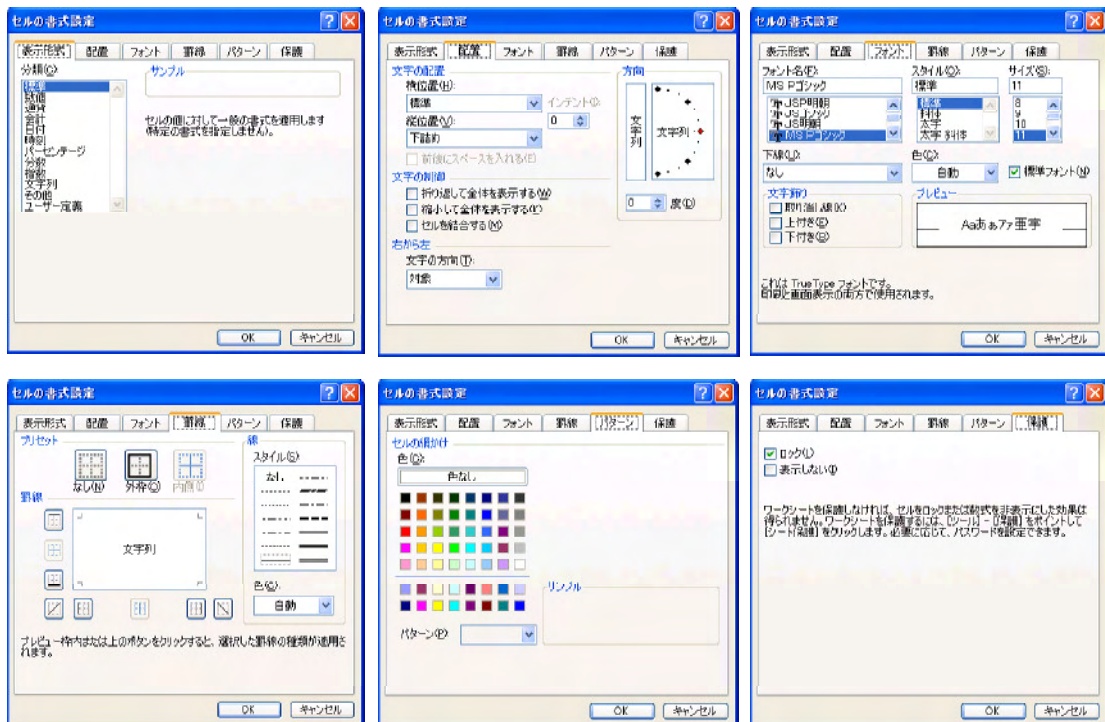 セルの書式設定
表示形式 配置 フォント 罫線 パターン 保護
分類(C):
標準
数値
通貨
会計
日付
時刻
パーセンテージ
分数
指数
文字列
その他
ユーザー定義
サンプル
セルの値に対して一般の書式を適用します
(特定の書式を指定しません)。
OK キャンセル
セルの書式設定
表示形式 配置 フォント 罫線 パターン 保護
文字の配置
横位置(H):
標準
インデント(I):
縦位置(V):
0
下詰め
前後にスペースを入れる(E)
文字の制御
折り返して全体を表示する(W)
縮小して全体を表示する(K)
セルを結合する(M)
右から左
文字の方向(T):
対象
方向
文字列
文字列
0 度(D)
OK キャンセル
セルの書式設定
表示形式 配置 フォント 罫線 パターン 保護
フォント名(F): スタイル(O): サイズ(S):
MS Pゴシック 標準 11
JSP明朝
JSゴシック
JS明朝
MS Pゴシック
標準
斜体
太字
太字 斜体
8
9
10
11
下線(U): 色(C):
なし 自動 標準フォント(N)
文字飾り
取り消し線(K)
上付き(E)
下付き(B)
プレビュー
Aaあぁアァ亜宇
これは TrueType フォントです。
印刷と画面表示の両方で使用されます。
OK キャンセル
セルの書式設定
表示形式 配置 フォント 罫線 パターン 保護
プリセット
なし(N) 外枠(O) 内側(I)
罫線
文字列
線
スタイル(S):
なし
色(C):
自動
プレビュー枠内または上のボタンをクリックすると、選択した罫線の種類が適用さ
れます。
OK キャンセル
セルの書式設定
表示形式 配置 フォント 罫線 パターン 保護
セルの網かけ
色(C):
色なし
サンプル
パターン(P):
OK キャンセル
セルの書式設定
表示形式 配置 フォント 罫線 パターン 保護
ロック(L)
表示しない(I)
ワークシートを保護しなければ、セルをロックまたは数式を非表示にした効果は
得られません。ワークシートを保護するには、[ツール] - [保護] をポイントして
[シート保護] をクリックします。必要に応じて、パスワードを設定できます。
OK キャンセル